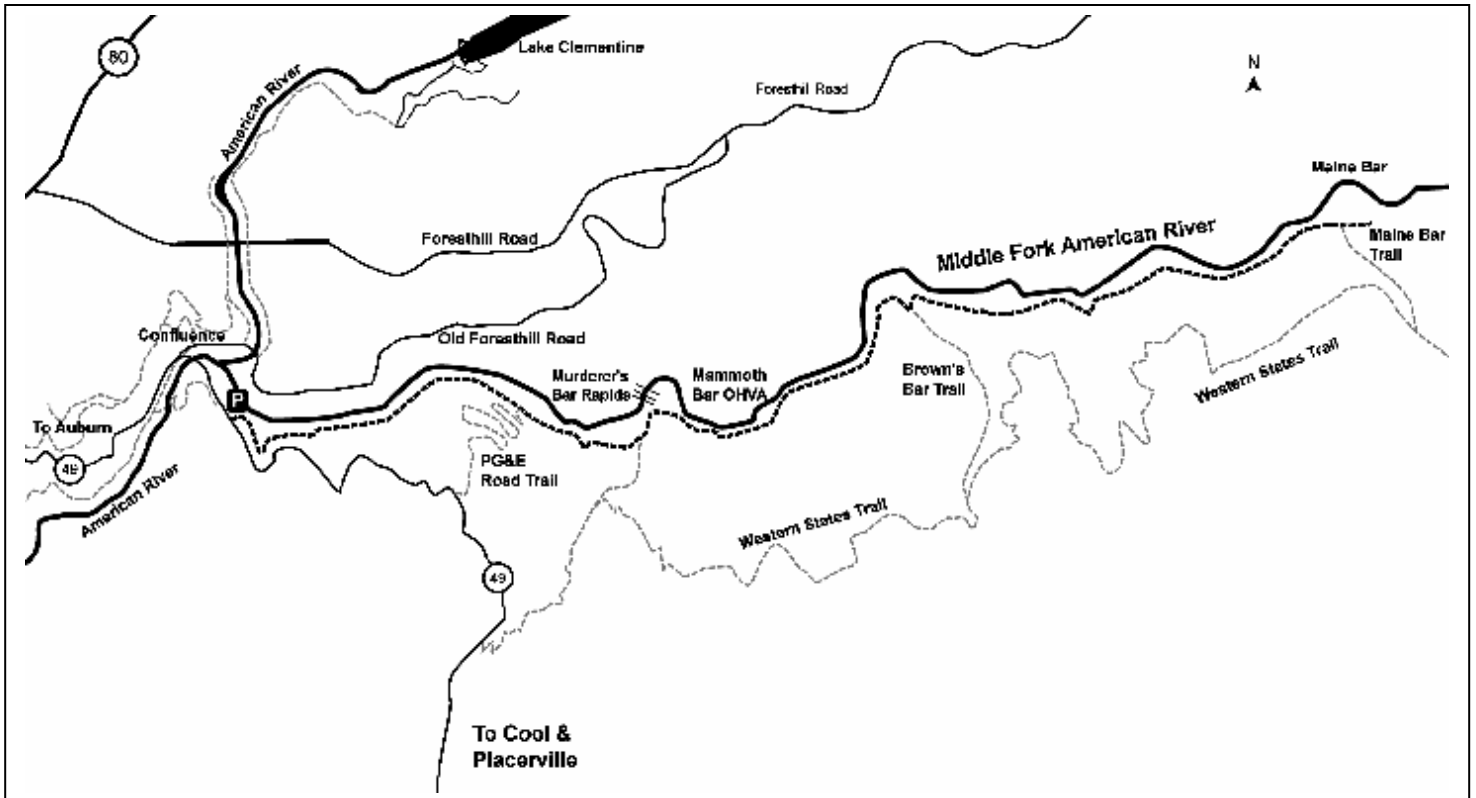 Lake Clementine
80
N
American River
Foresthill Road
Maine Bar
Foresthill Road
Middle Fork American River
Maine Bar
Trail
Confluence
Old Foresthill Road
Murderer's
Bar Rapids
Mammoth
Bar OHVA
Brown's
Bar Trail
Western States Trail
P
To Auburn
49
PG&E
Road Trail
American River
Western States Trail
49
To Cool &
Placerville